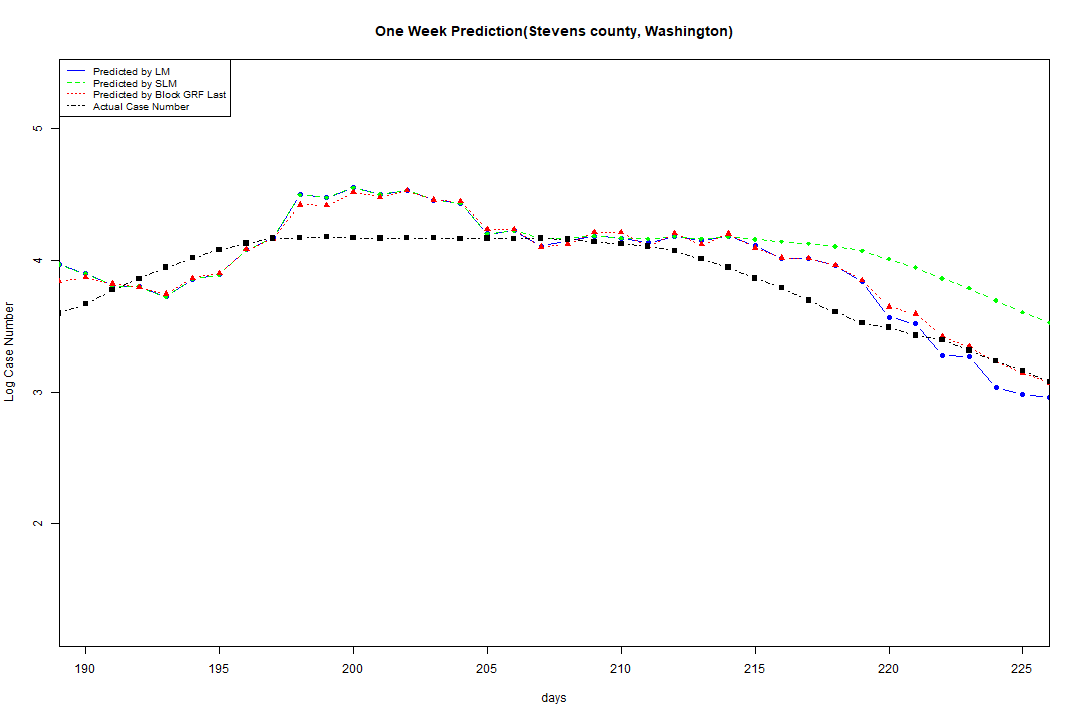 One Week Prediction(Stevens county, Washington)
Predicted by LM
Predicted by SLM
Predicted by Block GRF Last
Actual Case Number
5
4
3
2
Log Case Number
190 195 200 205 210 215 220 225
days